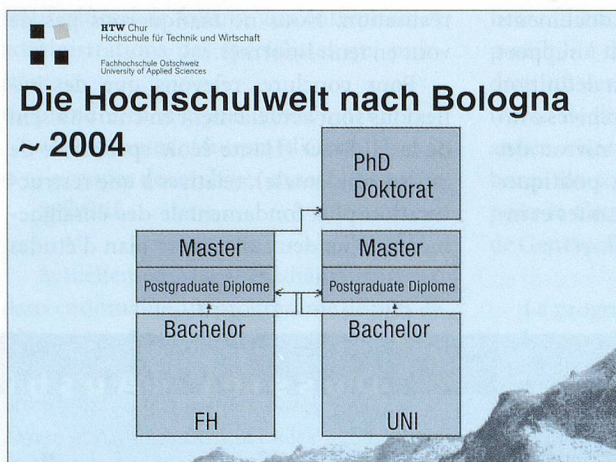 HTW Chur
Hochschule für Technik und Wirtschaft
Fachhochschule Ostschweiz
University of Applied Sciences
Die Hochschulwelt nach Bologna
~ 2004
PhD
Doktorat
Master
Postgraduate Diplome
Master
Postgraduate Diplome
Bachelor
FH
Bachelor
UNI